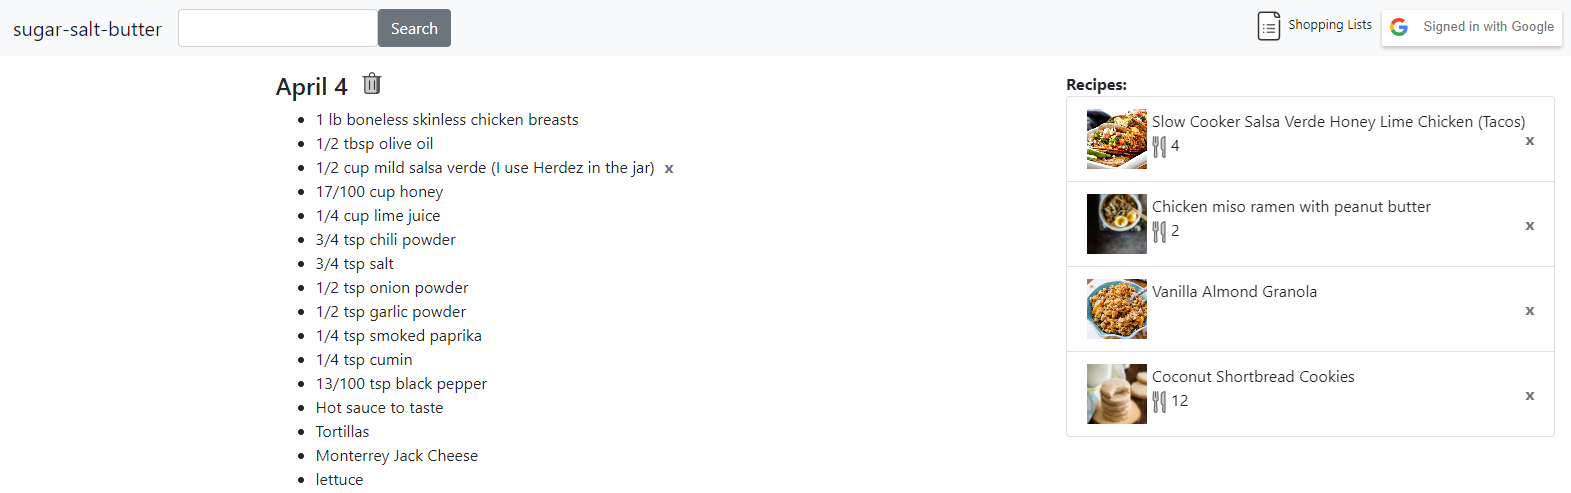 sugar-salt-butter
Search
Shopping Lists
Signed in with Google
April 4
1 lb boneless skinless chicken breasts
1/2 tbsp olive oil
1/2 cup mild salsa verde (I use Herdez in the jar) x
17/100 cup honey
1/4 cup lime juice
3/4 tsp chili powder
3/4 tsp salt
1/2 tsp onion powder
1/2 tsp garlic powder
1/4 tsp smoked paprika
1/4 tsp cumin
13/100 tsp black pepper
Hot sauce to taste
Tortillas
Monterrey Jack Cheese
lettuce
Recipes:
Slow Cooker Salsa Verde Honey Lime Chicken (Tacos)
4
x
Chicken miso ramen with peanut butter
2
x
Vanilla Almond Granola
x
Coconut Shortbread Cookies
12
x